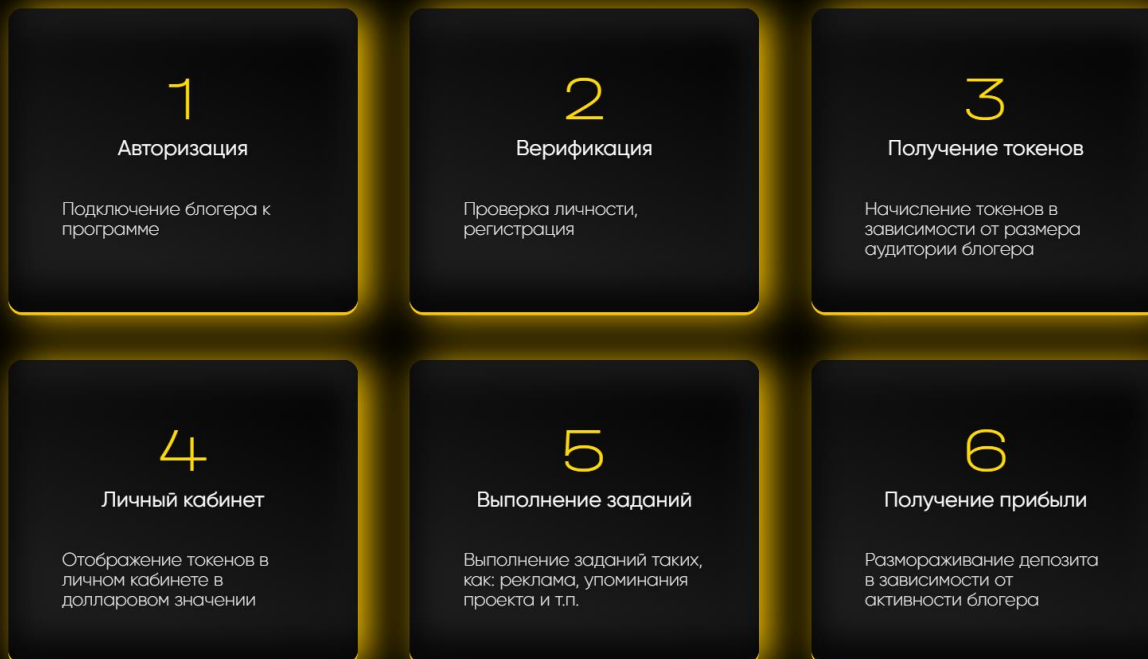 1
Авторизация
Подключение блогера к
программе
2
Верификация
Проверка личности,
регистрация
3
Получение токенов
Начисление токенов в
зависимости от размера
аудитории блогера
4
Личный кабинет
Отображение токенов в
личном кабинете в
долларовом значении
5
Выполнение заданий
Выполнение заданий таких,
как: реклама, упоминания
проекта и т.п.
6
Получение прибыли
Размораживание депозита
в зависимости от
активности блогера